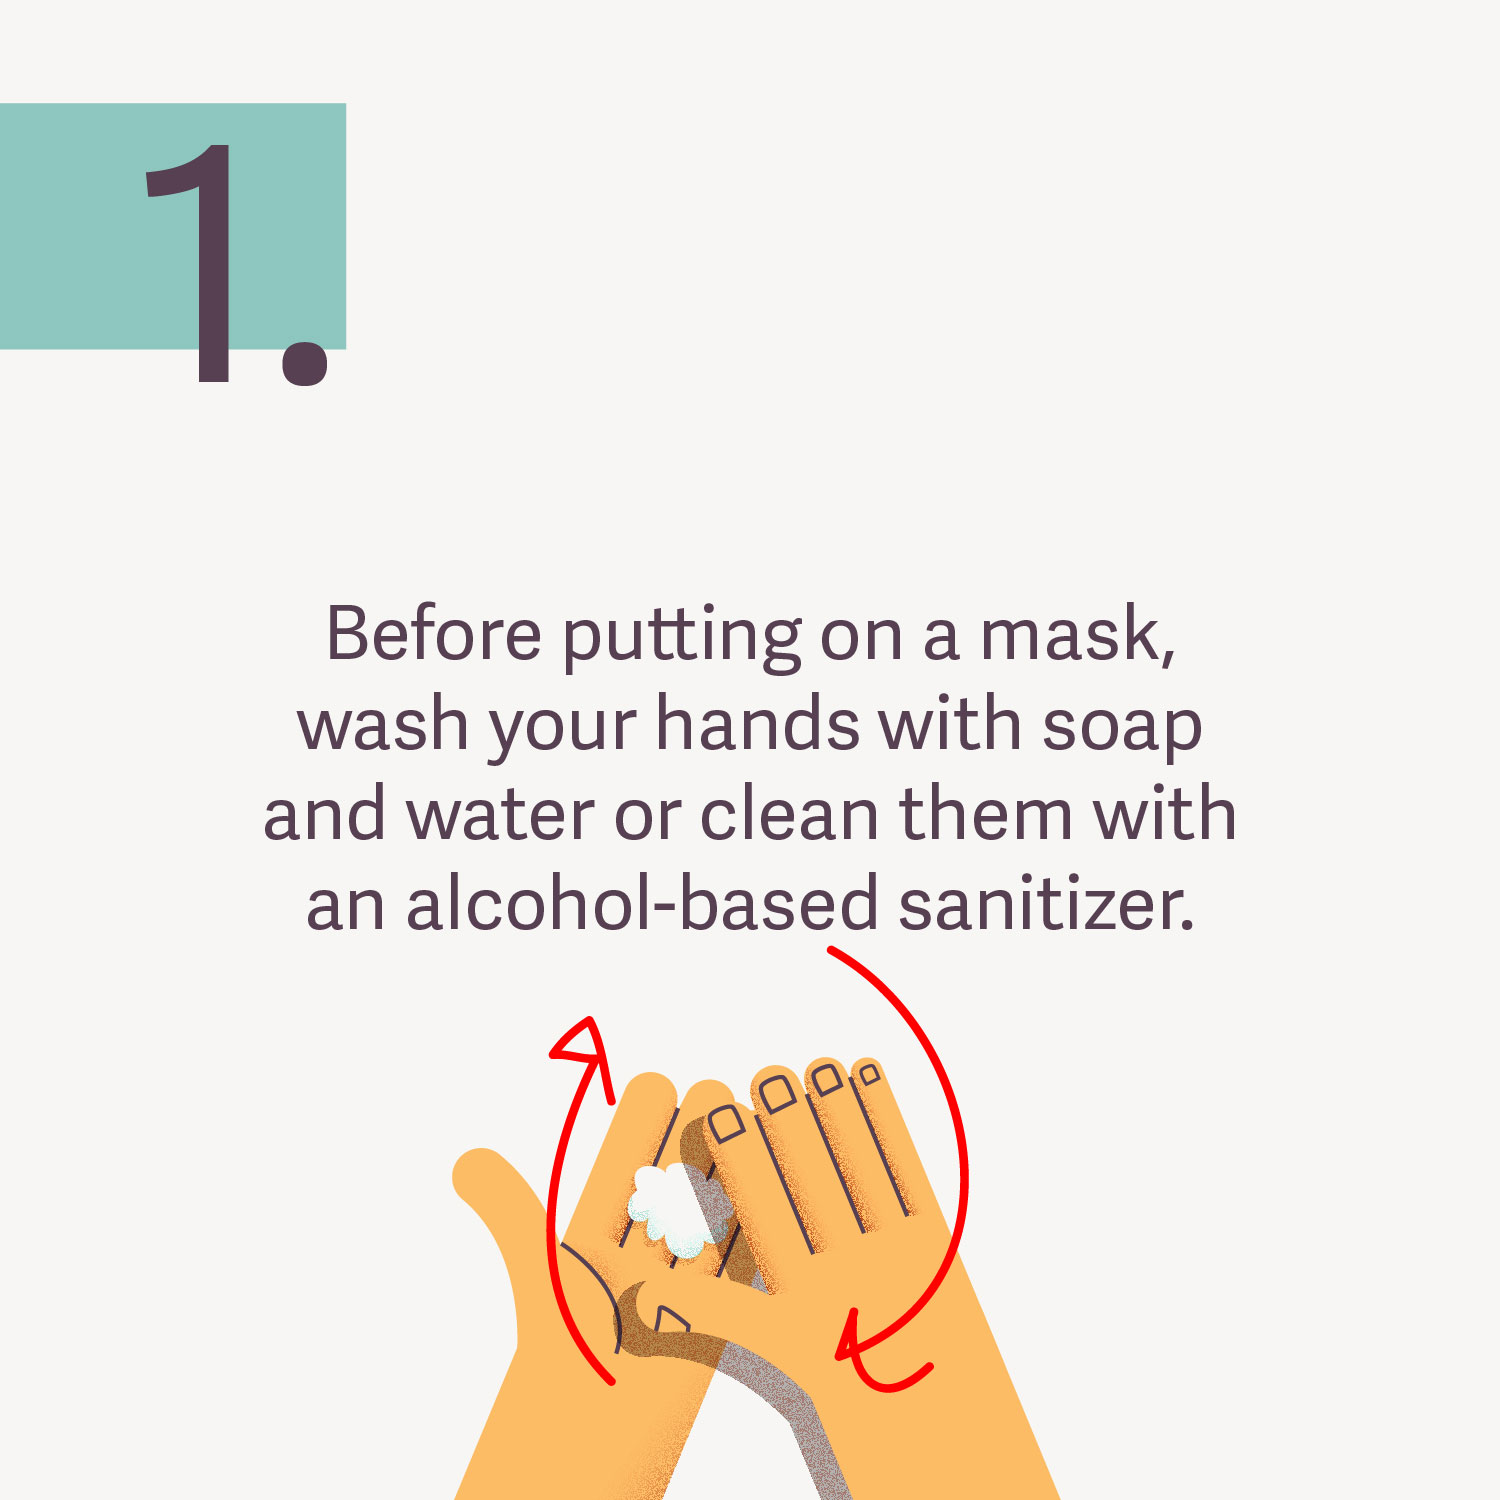 1.
Before putting on a mask,
wash your hands with soap
and water or clean them with
an alcohol-based sanitizer.